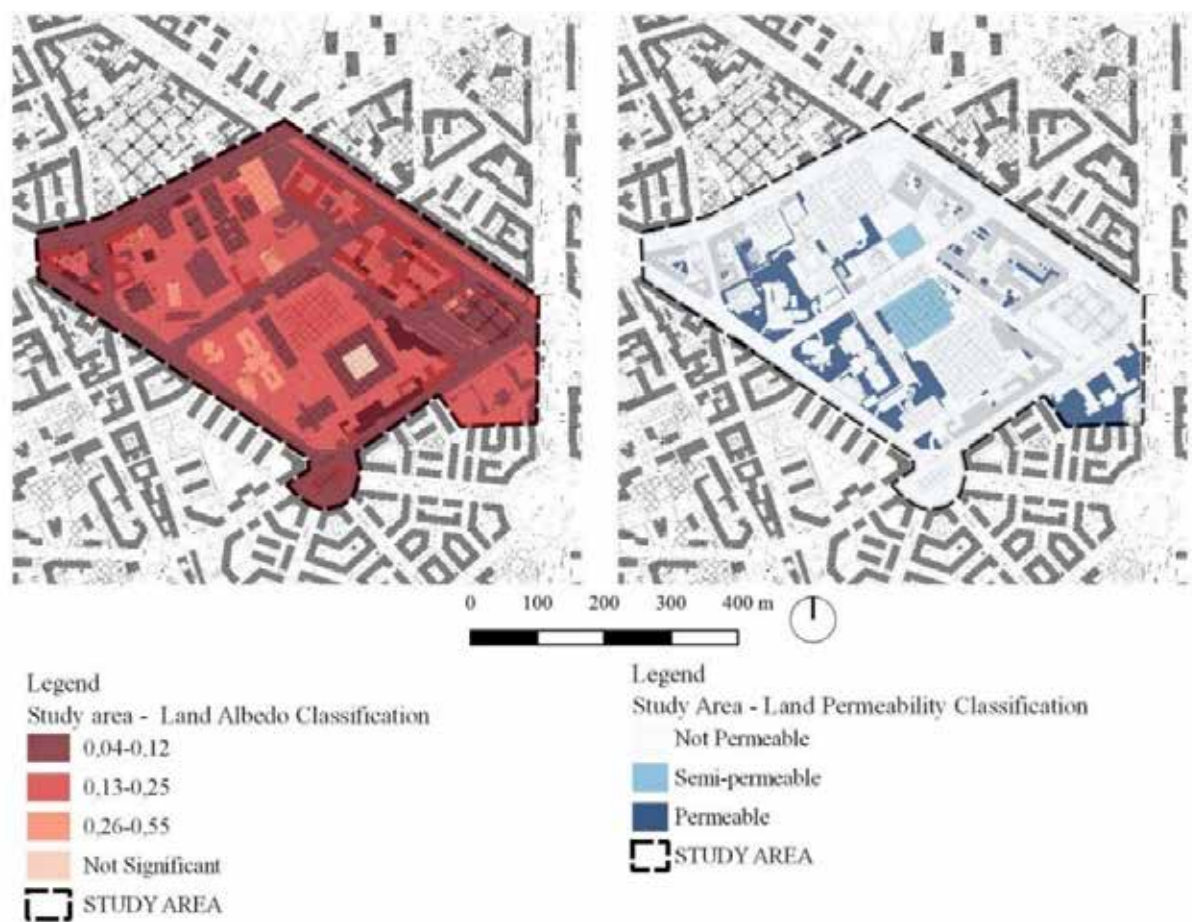 0 100 200 300 400 m
Legend
Study area - Land Albedo Classification
0,04-0.12
0,13-0,25
0,26-0,55
Not Significant
STUDY AREA
Legend
Study Area - Land Permeability Classification
Not Permeable
Semi-permeable
Permeable
STUDY AREA